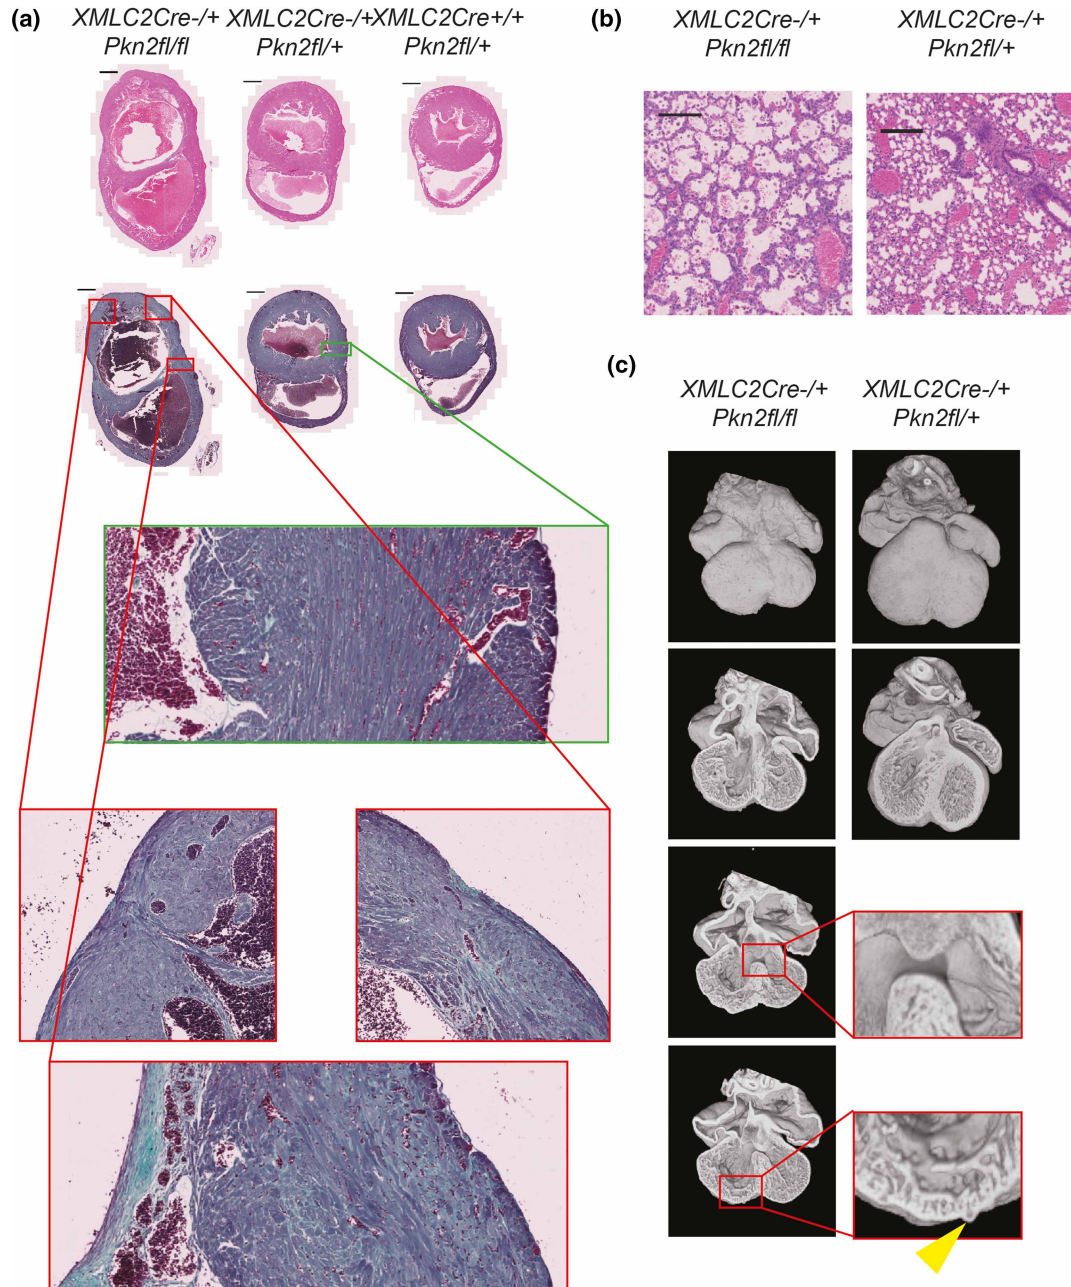 (a)
XMLC2Cre-/+ XMLC2Cre-/+ XMLC2Cre+/+
Pkn2fl/fl Pkn2fl/+ Pkn2fl/+
(b)
XMLC2Cre-/+ XMLC2Cre-/+
Pkn2fl/fl Pkn2fl/+
(c)
XMLC2Cre-/+ XMLC2Cre-/+
Pkn2fl/fl Pkn2fl/+